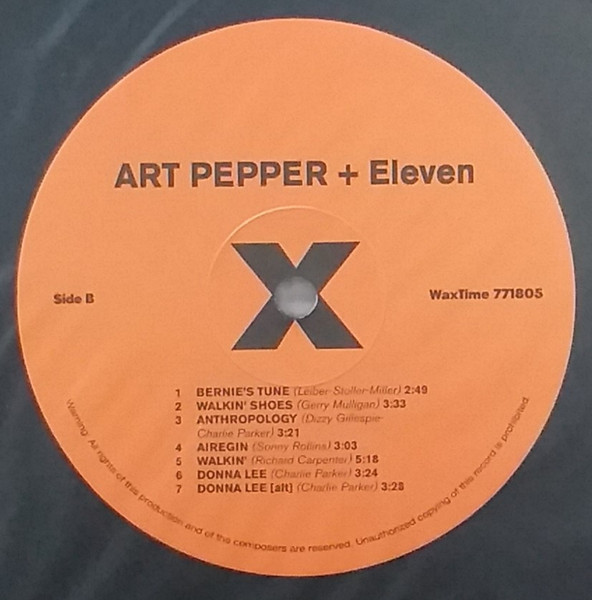 ART PEPPER + Eleven
X
Side B
WaxTime 771805
1 BERNIE'S TUNE (Leiber-Stoller-Miller) 2:49
2 WALKIN' SHOES (Gerry Mulligan) 3:33
3 ANTHROPOLOGY (Dizzy Gillespie-
Charlie Parker) 3:21
4 AIREGIN (Sonny Rollins) 3:03
5 WALKIN' (Richard Carpenter) 5:18
6 DONNA LEE (Charlie Parker) 3:24
7 DONNA LEE [alt] (Charlie Parker) 3:28
Warning: All rights of this production and of the composers are reserved. Unauthorized copying of this record is prohibited.